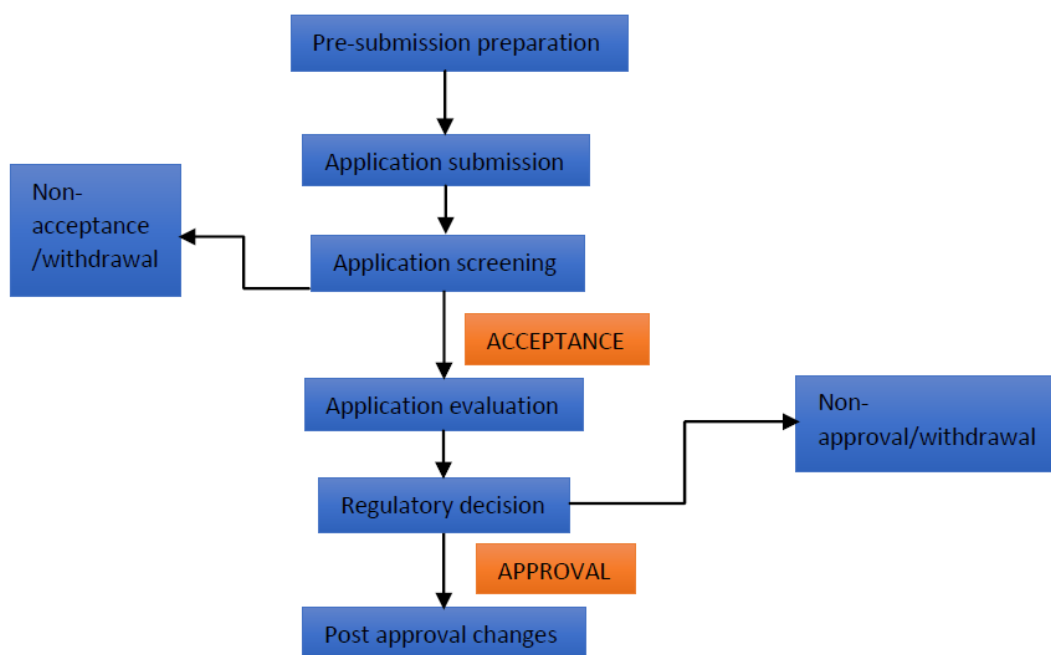 Pre-submission preparation
Application submission
Non-
acceptance
/withdrawal
Application screening
ACCEPTANCE
Application evaluation
Non-
approval/withdrawal
Regulatory decision
APPROVAL
Post approval changes